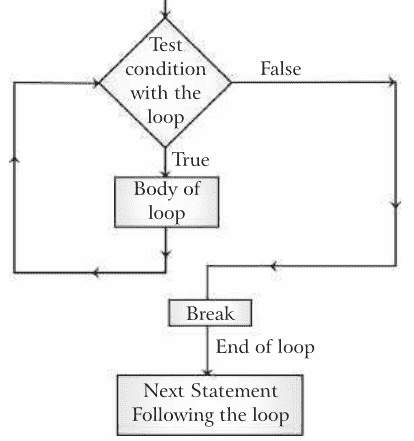 Test
condition
with the
loop
False
True
Body of
loop
Break
End of loop
Next Statement
Following the loop